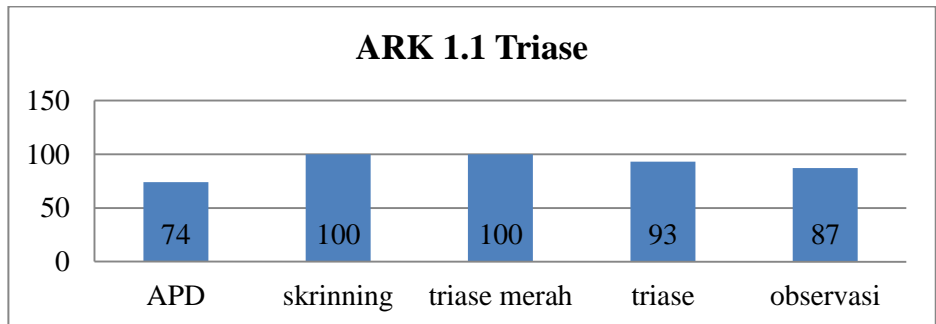 ARK 1.1 Triase
150
100
50
0
74 100 100 93 87
APD skrinning triase merah triase observasi